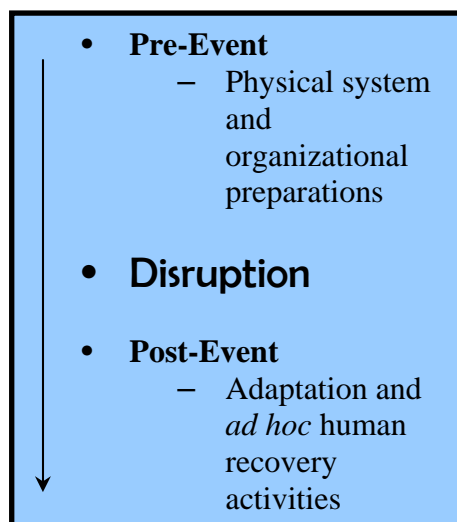 • Pre-Event
– Physical system
and
organizational
preparations
• Disruption
• Post-Event
– Adaptation and
ad hoc human
recovery
activities